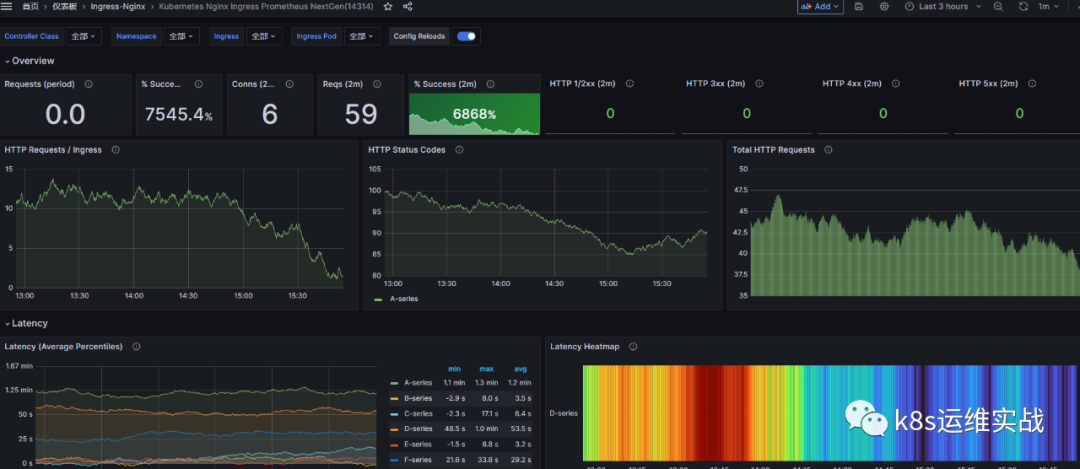 首页 › 仪表板 › Ingress-Nginx › Kubernetes Nginx Ingress Prometheus NextGen(14314)
Add
Last 3 hours
1m
Controller Class 全部 Namespace 全部 Ingress 全部 Ingress Pod 全部 Config Reloads
Overview
Requests (period) % Succe... Conns (2... Reqs (2m) % Success (2m) HTTP 1/2xx (2m) HTTP 3xx (2m) HTTP 4xx (2m) HTTP 5xx (2m)
0.0 7545.4% 6 59 6868% 0 0 0 0
HTTP Requests / Ingress
15
10
5
0
13:00 13:30 14:00 14:30 15:00 15:30
HTTP Status Codes
105
100
95
90
85
80
13:00 13:30 14:00 14:30 15:00 15:30
A-series
Total HTTP Requests
50
47.5
45
42.5
40
37.5
35
Latency
Latency (Average Percentiles)
1.67 min
1.25 min
50 s
25 s
0 s
min max avg
A-series 1.1 min 1.3 min 1.2 min
B-series -2.9 s 8.0 s 3.5 s
C-series -2.3 s 17.1 s 6.4 s
D-series 48.5 s 1.0 min 53.5 s
E-series -1.5 s 6.8 s 3.2 s
F-series 21.6 s 33.8 s 29.2 s
Latency Heatmap
D-series
k8s运维实战